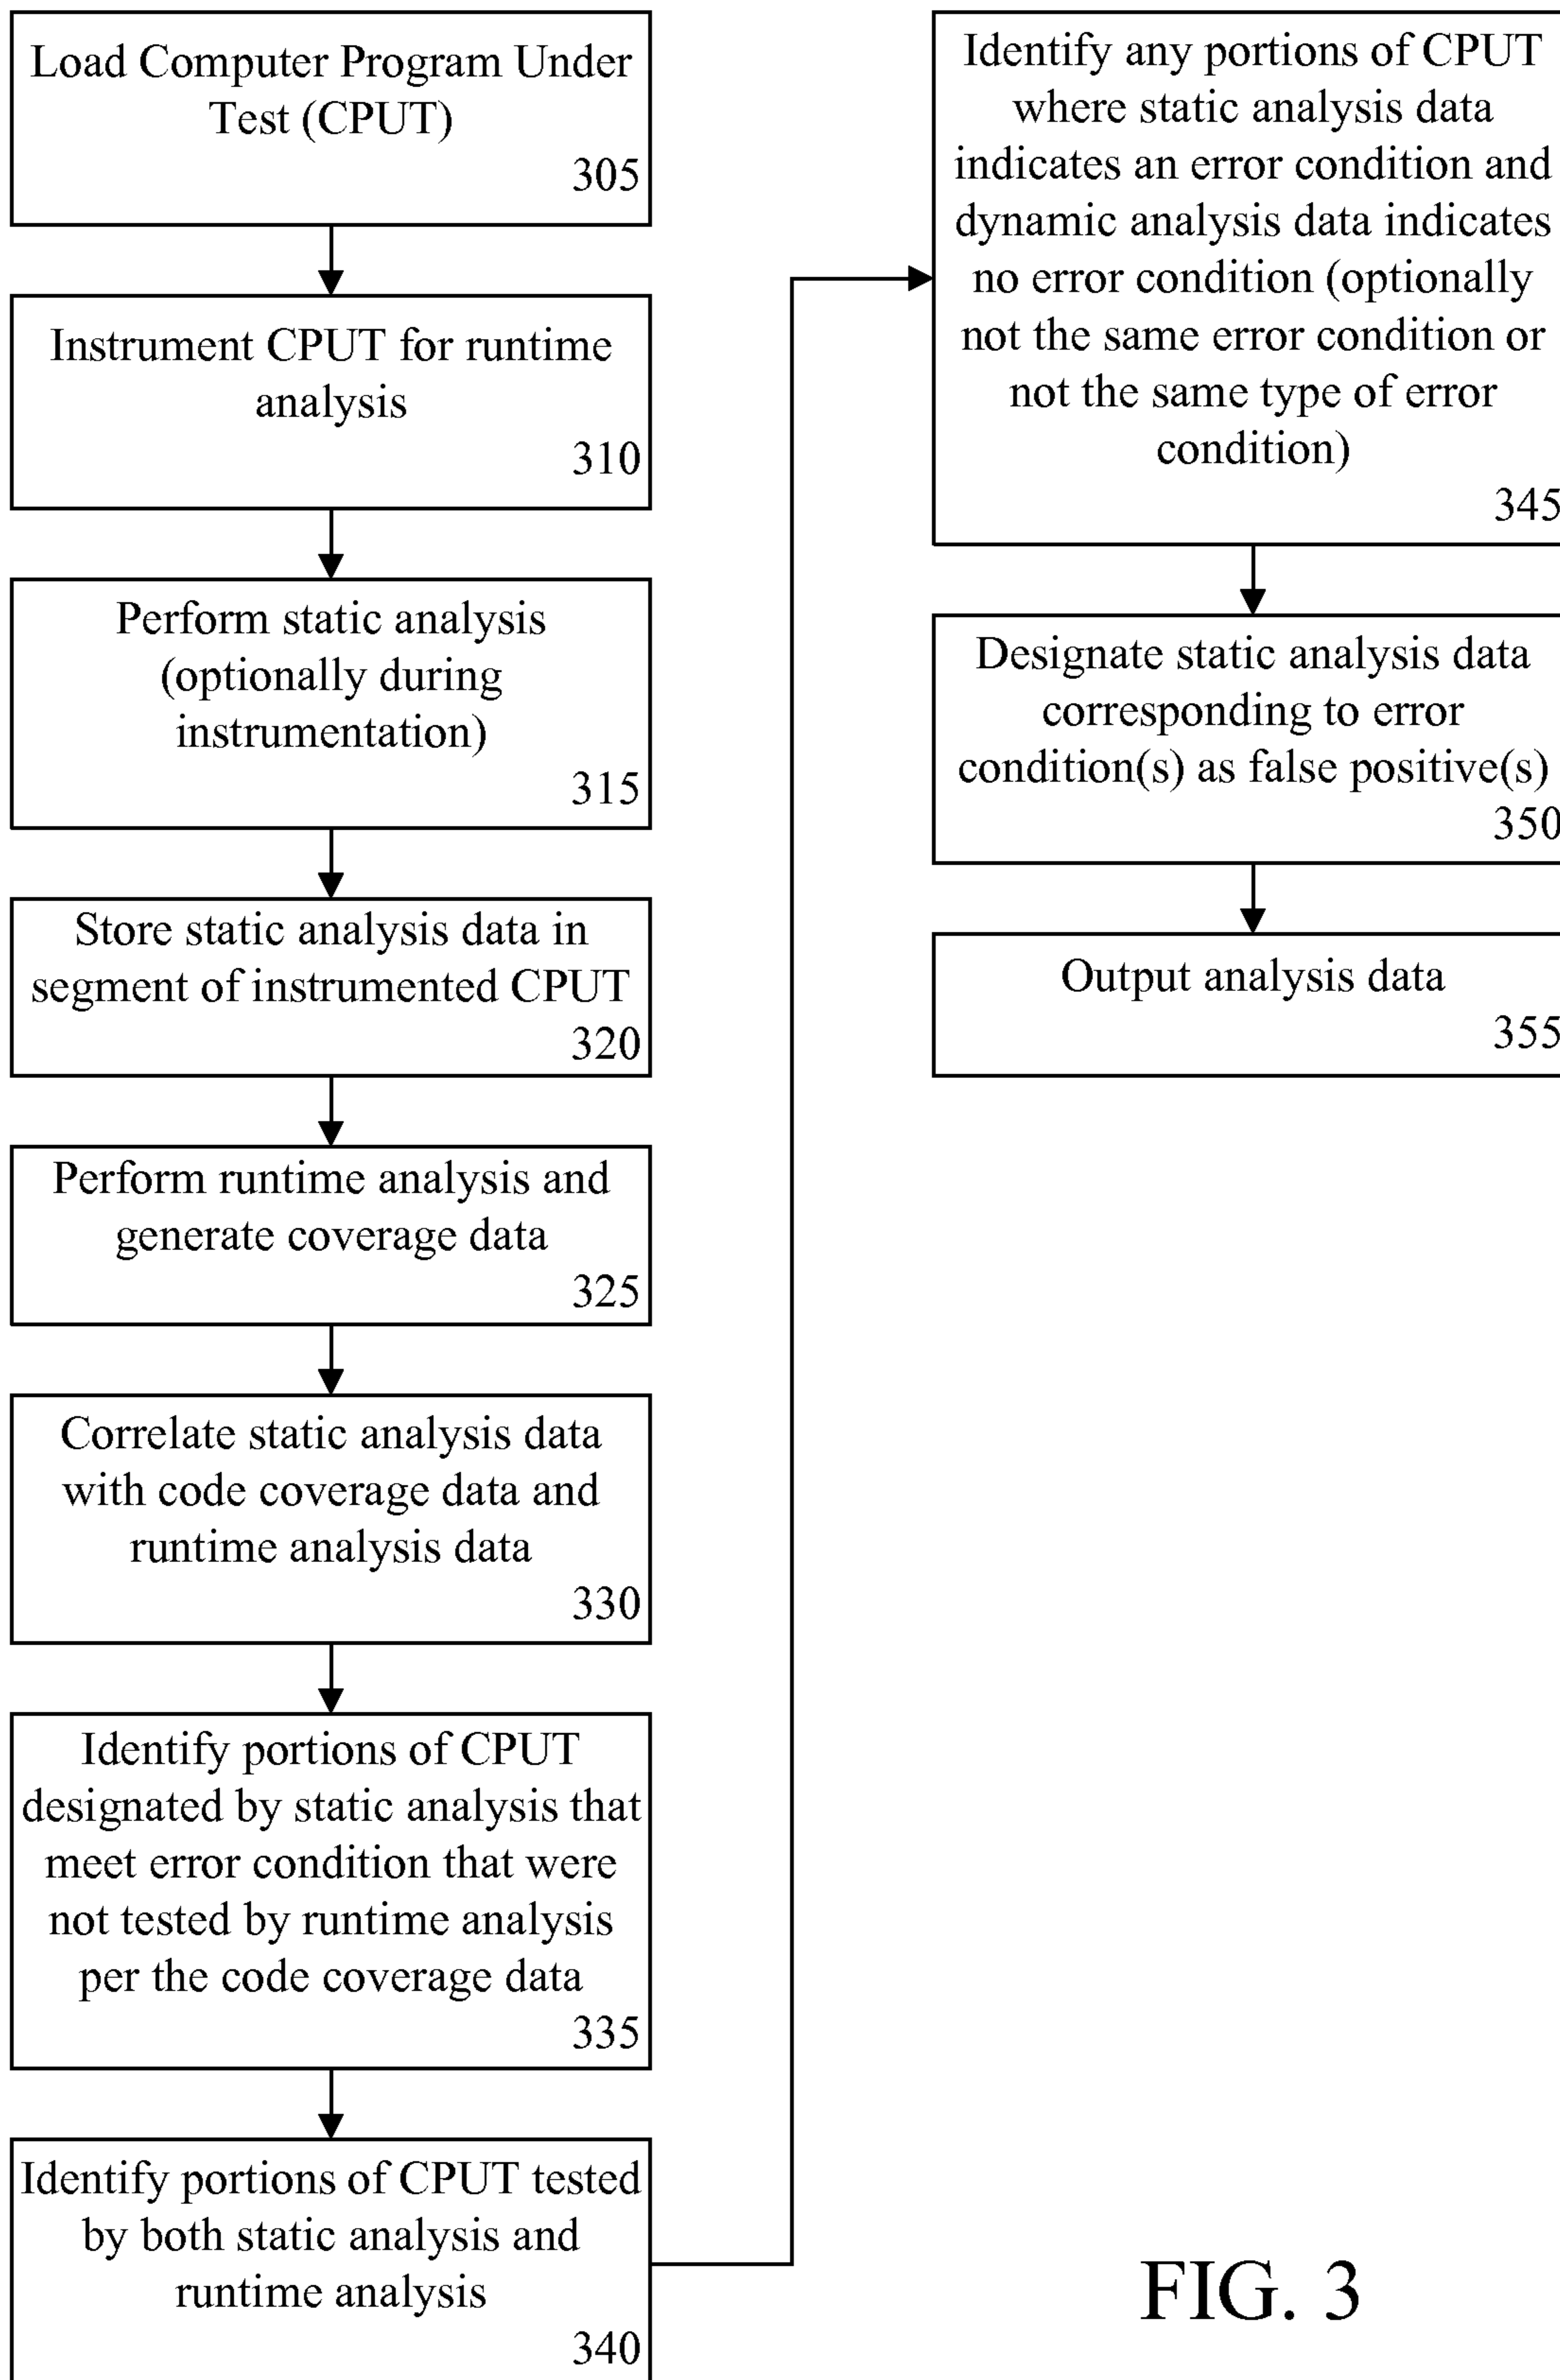 Load Computer Program Under
Test (CPUT)
305
Instrument CPUT for runtime
analysis
310
Perform static analysis
(optionally during
instrumentation)
315
Store static analysis data in
segment of instrumented CPUT
320
Perform runtime analysis and
generate coverage data
325
Correlate static analysis data
with code coverage data and
runtime analysis data
330
Identify portions of CPUT
designated by static analysis that
meet error condition that were
not tested by runtime analysis
per the code coverage data
335
Identify portions of CPUT tested
by both static analysis and
runtime analysis
340
Identify any portions of CPUT
where static analysis data
indicates an error condition and
dynamic analysis data indicates
no error condition (optionally
not the same error condition or
not the same type of error
condition)
345
Designate static analysis data
corresponding to error
condition(s) as false positive(s)
350
Output analysis data
355
FIG. 3